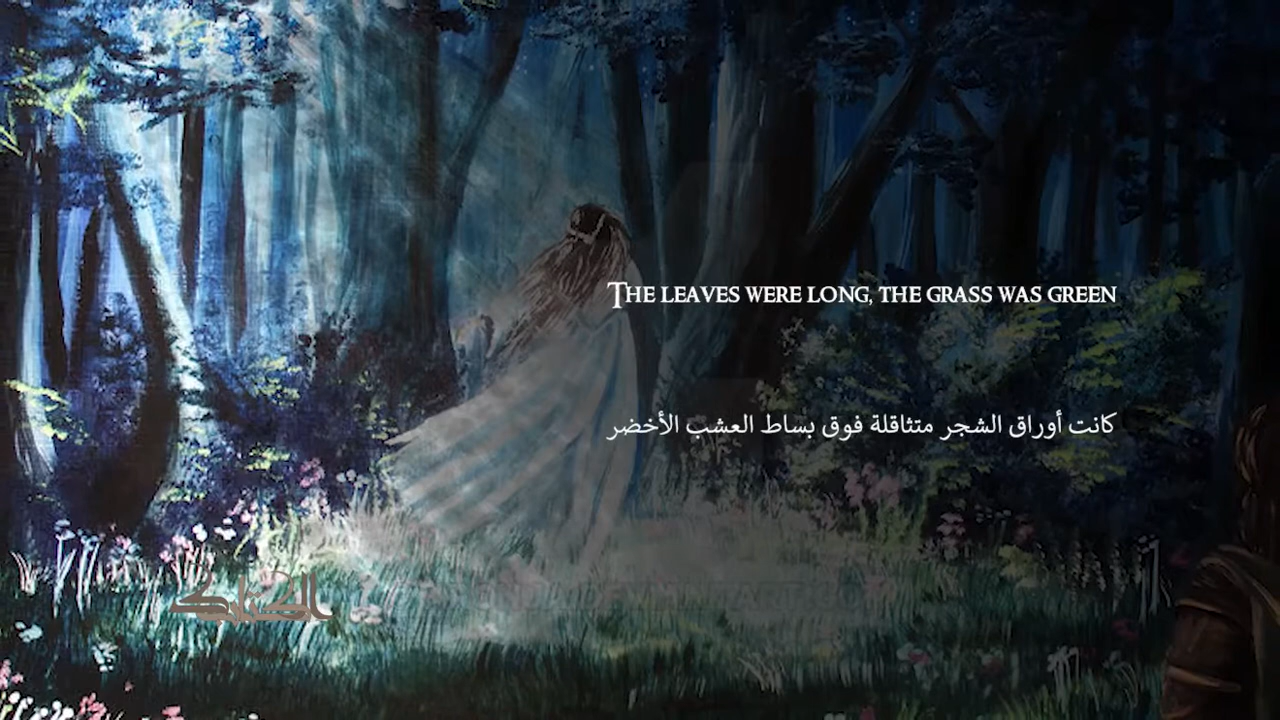 THE LEAVES WERE LONG, THE GRASS WAS GREEN
كانت أوراق الشجر متثاقلة فوق بساط العشب الأخضر